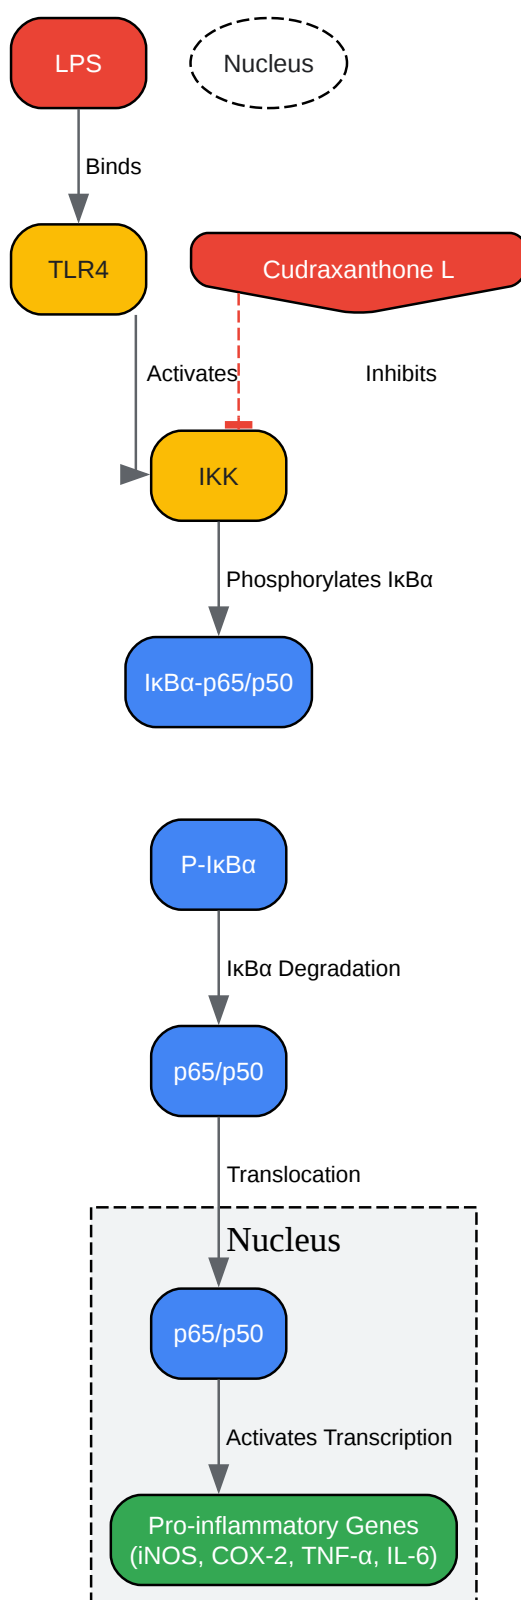 LPS
Nucleus
Binds
TLR4
Cudraxanthone L
Activates
Inhibits
IKK
Phosphorylates IκBα
IκBα-p65/p50
P-IκBα
IκBα Degradation
p65/p50
Translocation
Nucleus
p65/p50
Activates Transcription
Pro-inflammatory Genes
(iNOS, COX-2, TNF-α, IL-6)